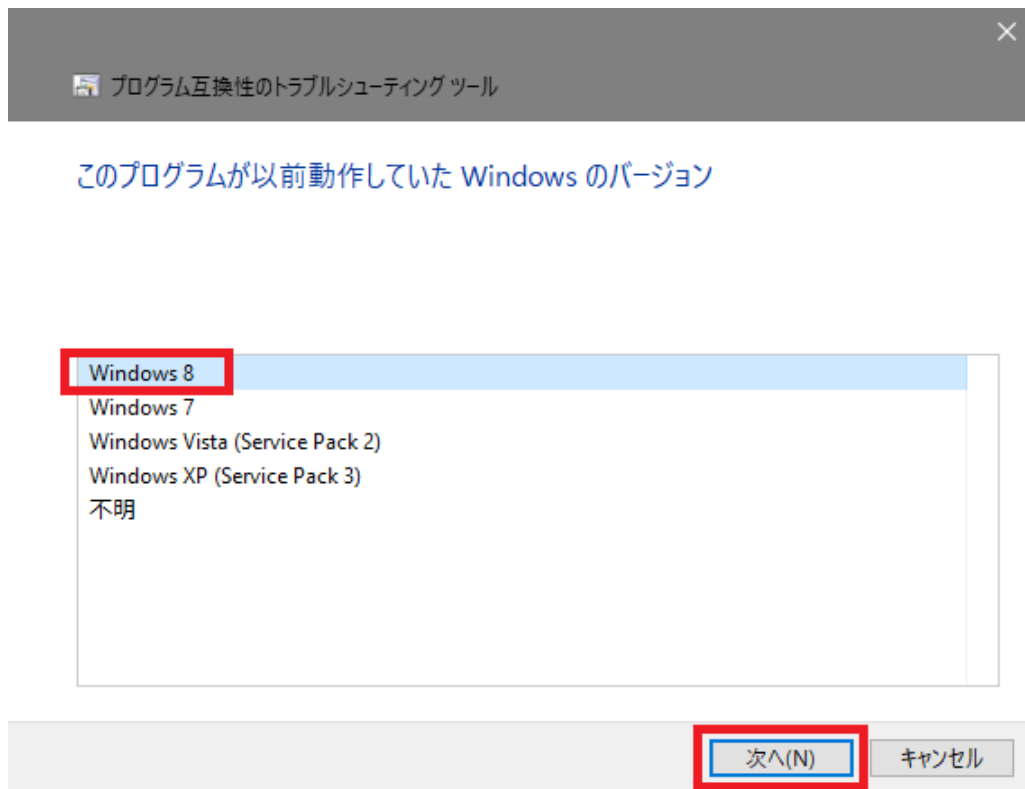 プログラム互換性のトラブルシューティング ツール
このプログラムが以前動作していた Windows のバージョン
Windows 8
Windows 7
Windows Vista (Service Pack 2)
Windows XP (Service Pack 3)
不明
次へ(N)
キャンセル